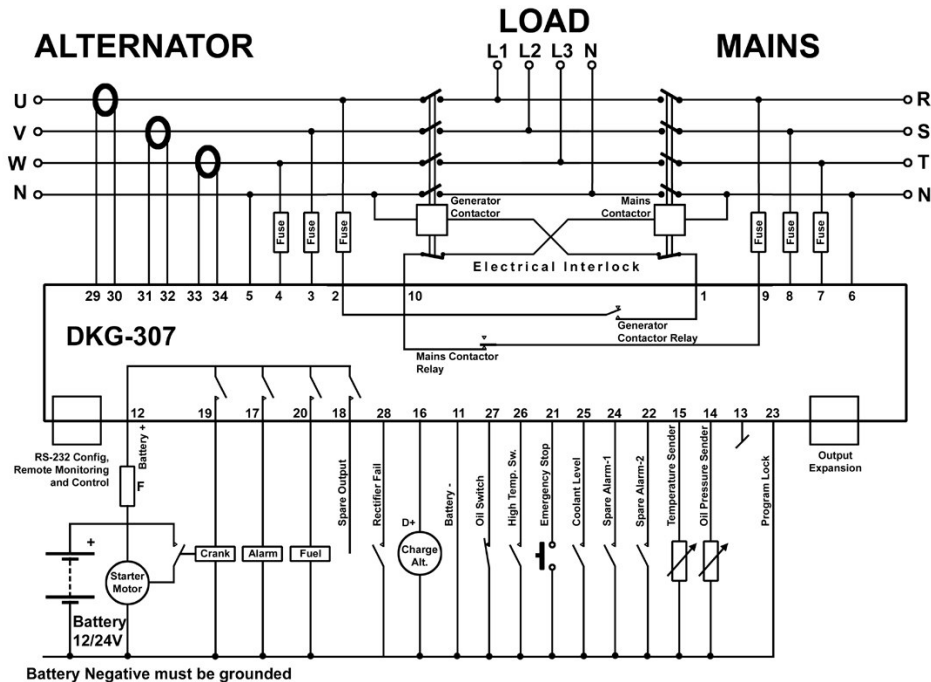 ALTERNATOR
LOAD
MAINS
L1 L2 L3 N
U
V
W
N
R
S
T
N
Generator
Contactor
Mains
Contactor
Fuse
Fuse
Fuse
Fuse
Fuse
Fuse
Electrical Interlock
29 30 31 32 33 34 5 4 3 2 10 1 9 8 7 6
DKG-307
Generator
Contactor Relay
Mains Contactor
Relay
12 19 17 20 18 28 16 11 27 26 21 25 24 22 15 14 13 23
RS-232 Config,
Remote Monitoring
and Control
Battery +
F
Spare Output
Rectifier Fail
Battery -
Oil Switch
High Temp. Sw.
Emergency Stop
Coolant Level
Spare Alarm-1
Spare Alarm-2
Temperature Sender
Oil Pressure Sender
Program Lock
Output
Expansion
D+
Charge
Alt.
+
Crank
Alarm
Fuel
Starter
Motor
Battery
12/24V
Battery Negative must be grounded